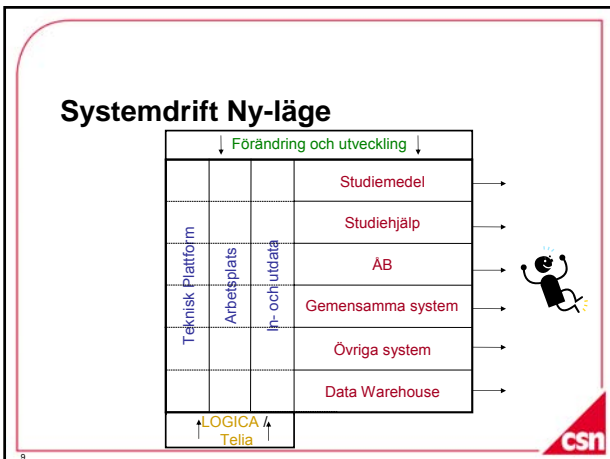 Systemdrift Ny-läge
Förändring och utveckling
Teknisk Plattform
Arbetsplats
In- och utdata
Studiemedel
Studiehjälp
ÅB
Gemensamma system
Övriga system
Data Warehouse
LOGICA /
Telia
csn
9